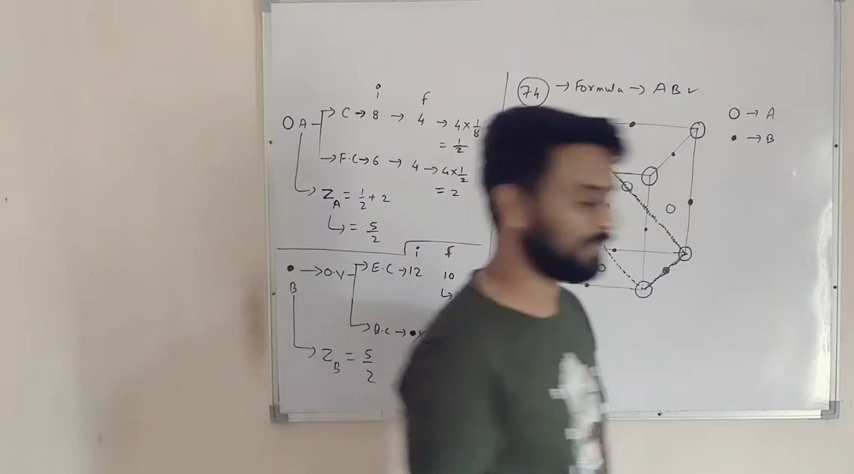 i f
O A → C → 8 → 4 → 4 × 1/8
= 1/2
→ F.C → 6 → 4 → 4 × 1/2
= 2
→ Z_A = 1/2 + 2
↳ = 5/2
i f
• → O.V → E.C → 12 10
B ↳
→ B.C → •
→ Z_B = 5/2
74 → Formula → AB
O → A
• → B